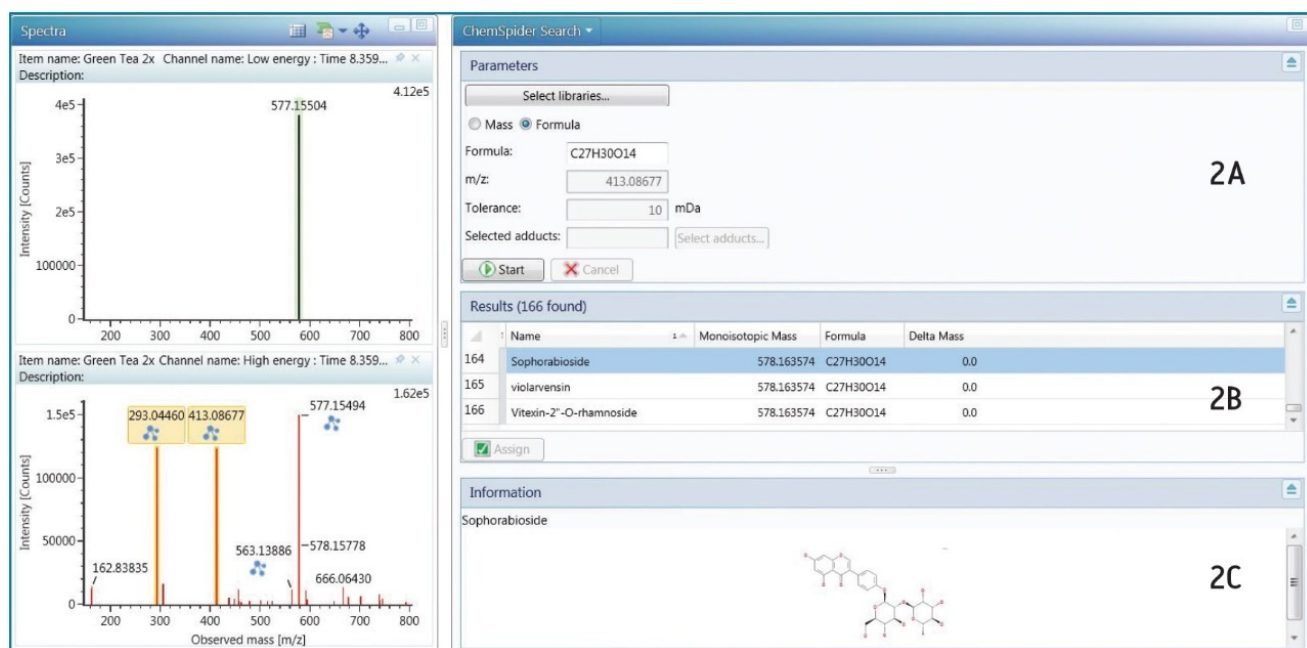 Spectra
Item name: Green Tea 2x Channel name: Low energy : Time 8.359...
Description:
4.12e5
577.15504
4e5
3e5
2e5
100000
0
Intensity [Counts]
200 300 400 500 600 700 800
Item name: Green Tea 2x Channel name: High energy : Time 8.359...
Description:
1.62e5
1.5e5
293.04460 413.08677
577.15494
100000
50000
0
563.13886
578.15778
162.83835
666.06430
Intensity [Counts]
200 300 400 500 600 700 800
Observed mass [m/z]
ChemSpider Search
Parameters
Select libraries...
Mass Formula
Formula: C27H30O14
m/z: 413.08677
Tolerance: 10 mDa
Selected adducts: Select adducts...
Start Cancel
2A
Results (166 found)
Name 1 Monoisotopic Mass Formula Delta Mass
164 Sophorabioside 578.163574 C27H30O14 0.0
165 violarvensin 578.163574 C27H30O14 0.0
166 Vitexin-2"-O-rhamnoside 578.163574 C27H30O14 0.0
2B
Assign
Information
Sophorabioside
2C